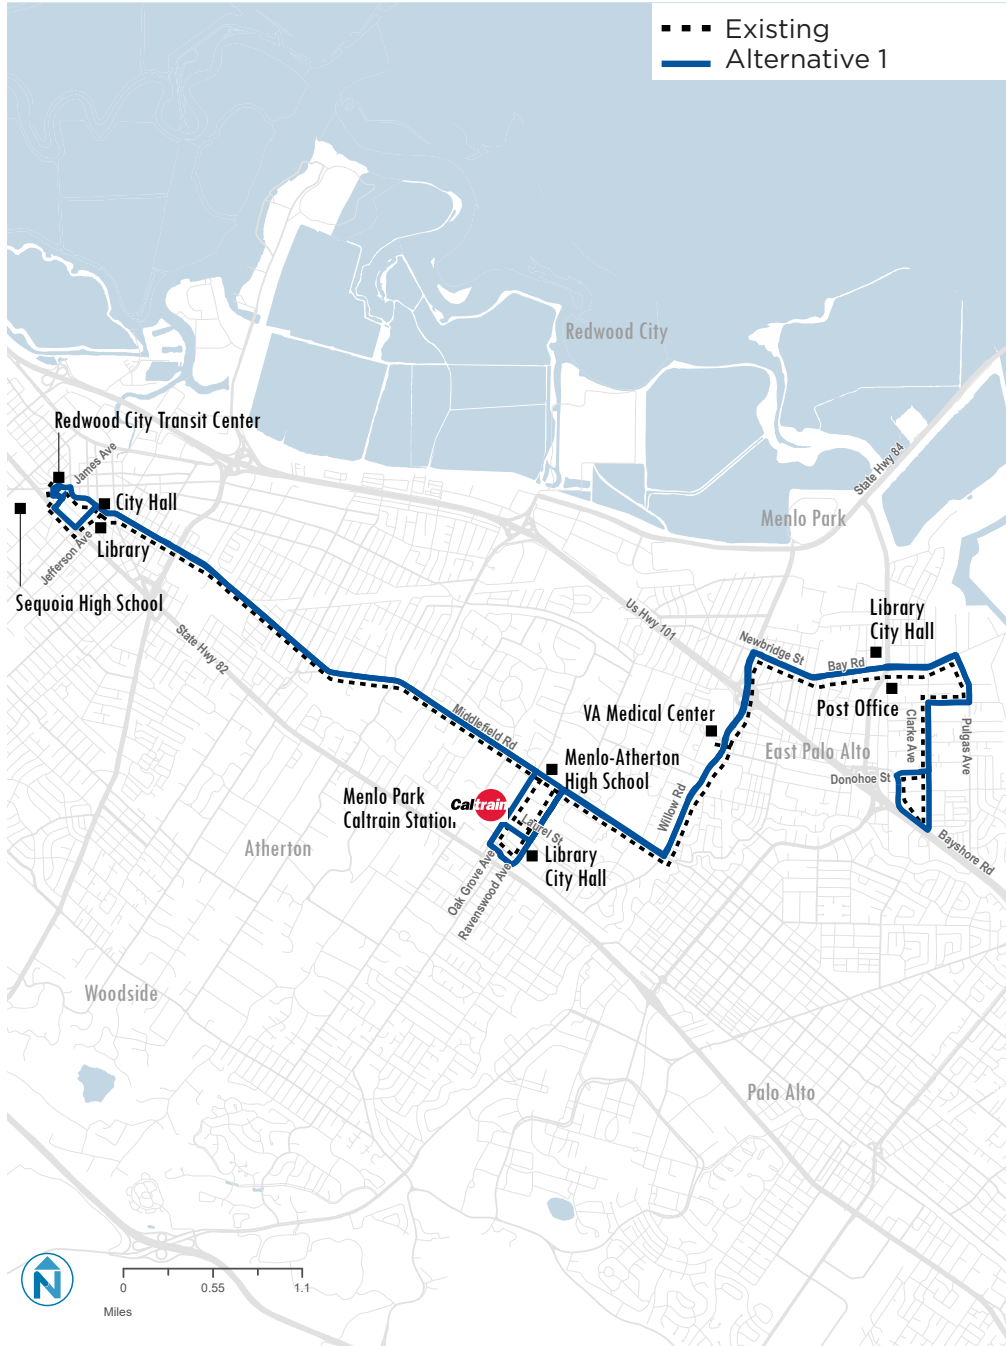 Existing
Alternative 1
Redwood City
Redwood City Transit Center
James Ave
State Hwy 84
City Hall
Menlo Park
Library
Jefferson Ave
Sequoia High School
State Hwy 82
Us Hwy 101
Library
City Hall
Newbridge St
Bay Rd
Post Office
VA Medical Center
Middlefield Rd
Clarke Ave
Pulgas Ave
East Palo Alto
Donohoe St
Menlo-Atherton
High School
Menlo Park
Caltrain Station
Caltrain
Willow Rd
Laurel St
Atherton
Library
City Hall
Bayshore Rd
Oak Grove Ave
Ravenswood Ave
Woodside
Palo Alto
N
0
0.55
1.1
Miles